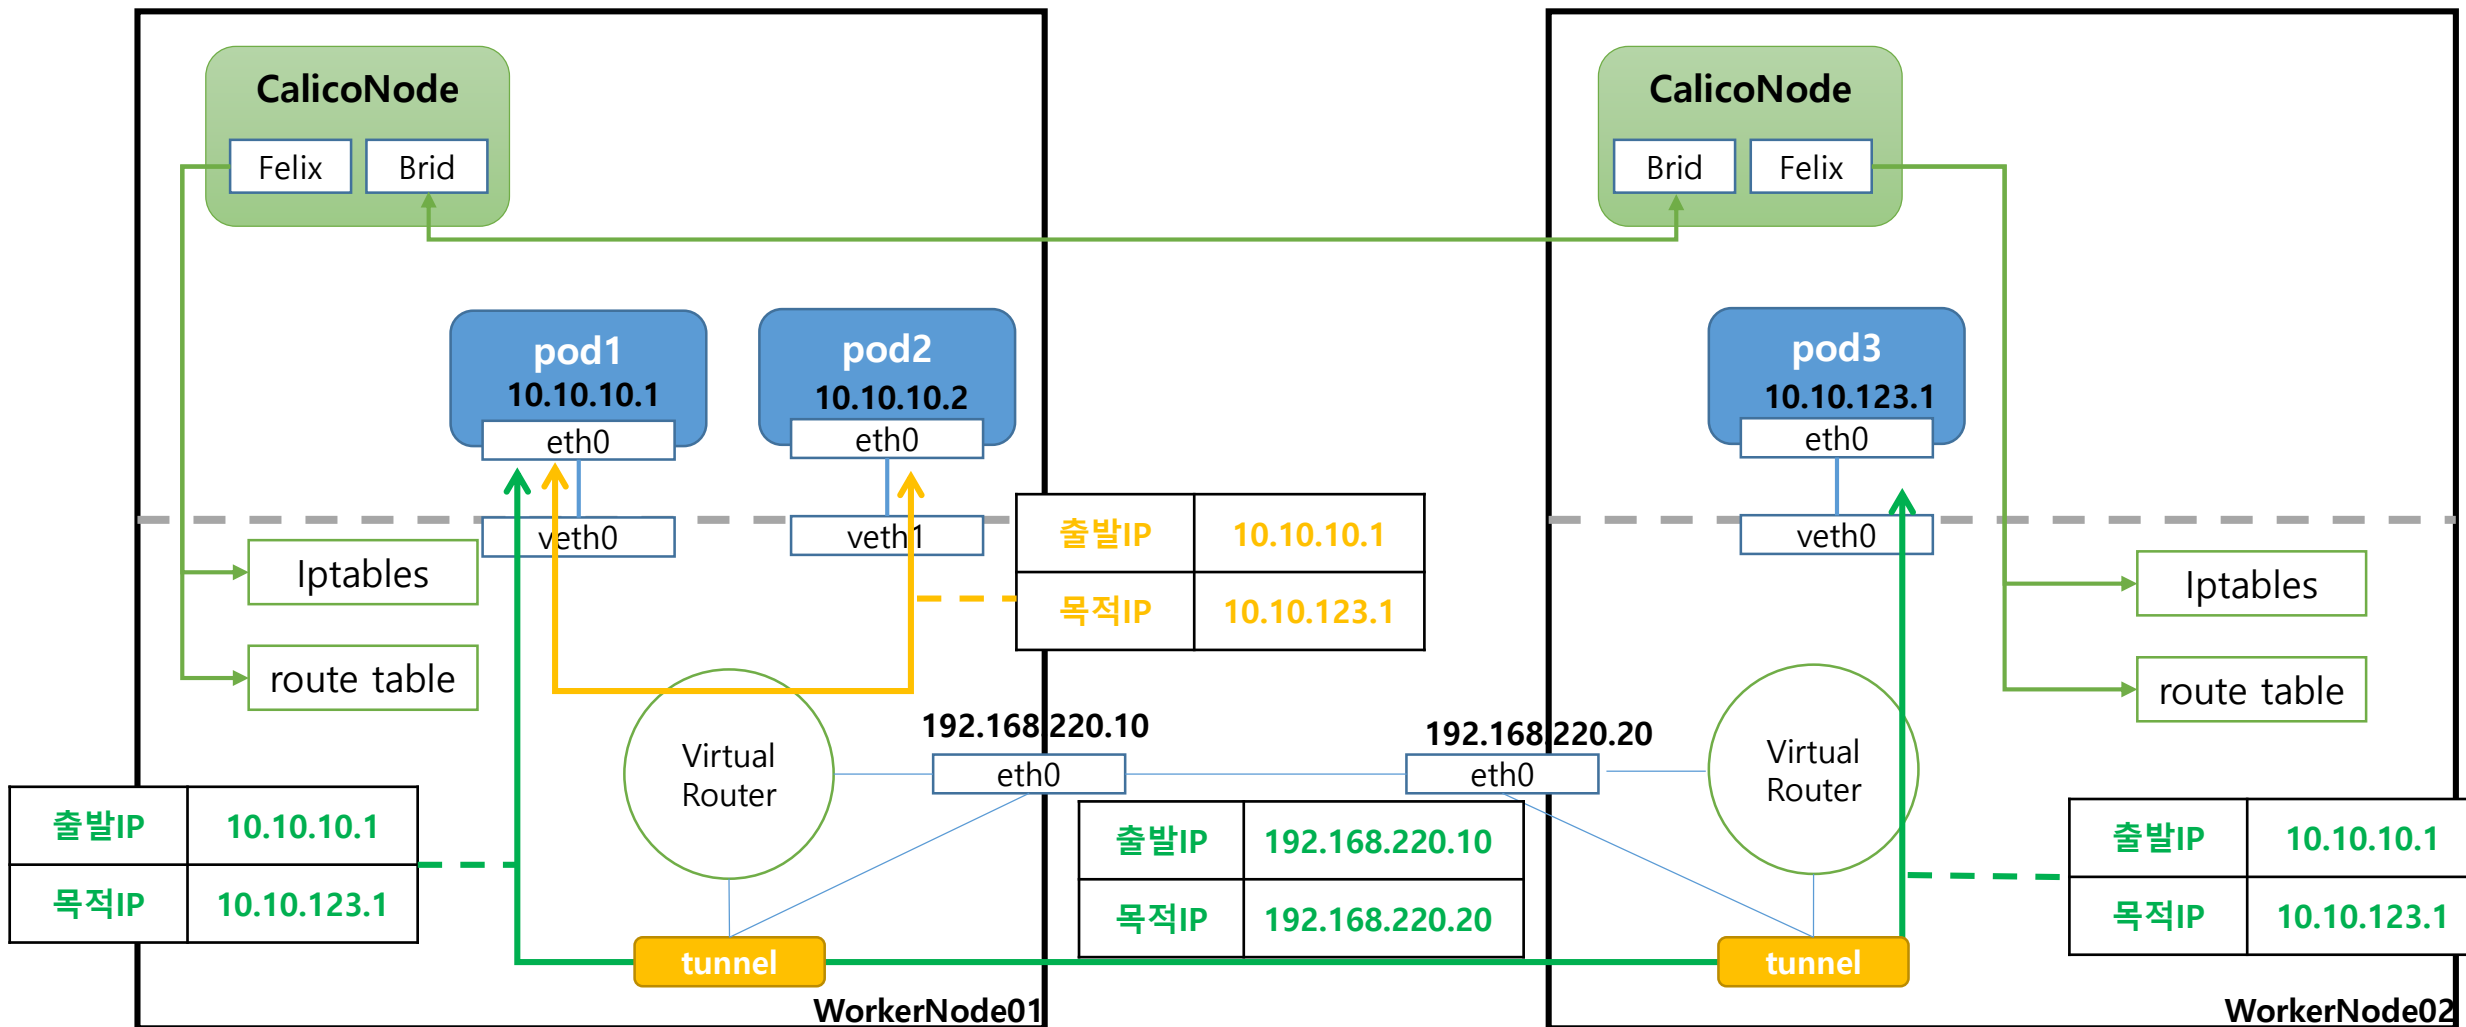 CalicoNode
Felix
Brid
CalicoNode
Brid
Felix
pod1
10.10.10.1
eth0
pod2
10.10.10.2
eth0
pod3
10.10.123.1
eth0
veth0
veth1
veth0
출발IP 10.10.10.1
목적IP 10.10.123.1
Iptables
route table
Iptables
route table
192.168.220.10
eth0
192.168.220.20
eth0
Virtual
Router
Virtual
Router
출발IP 10.10.10.1
목적IP 10.10.123.1
출발IP 192.168.220.10
목적IP 192.168.220.20
출발IP 10.10.10.1
목적IP 10.10.123.1
tunnel
tunnel
WorkerNode01
WorkerNode02